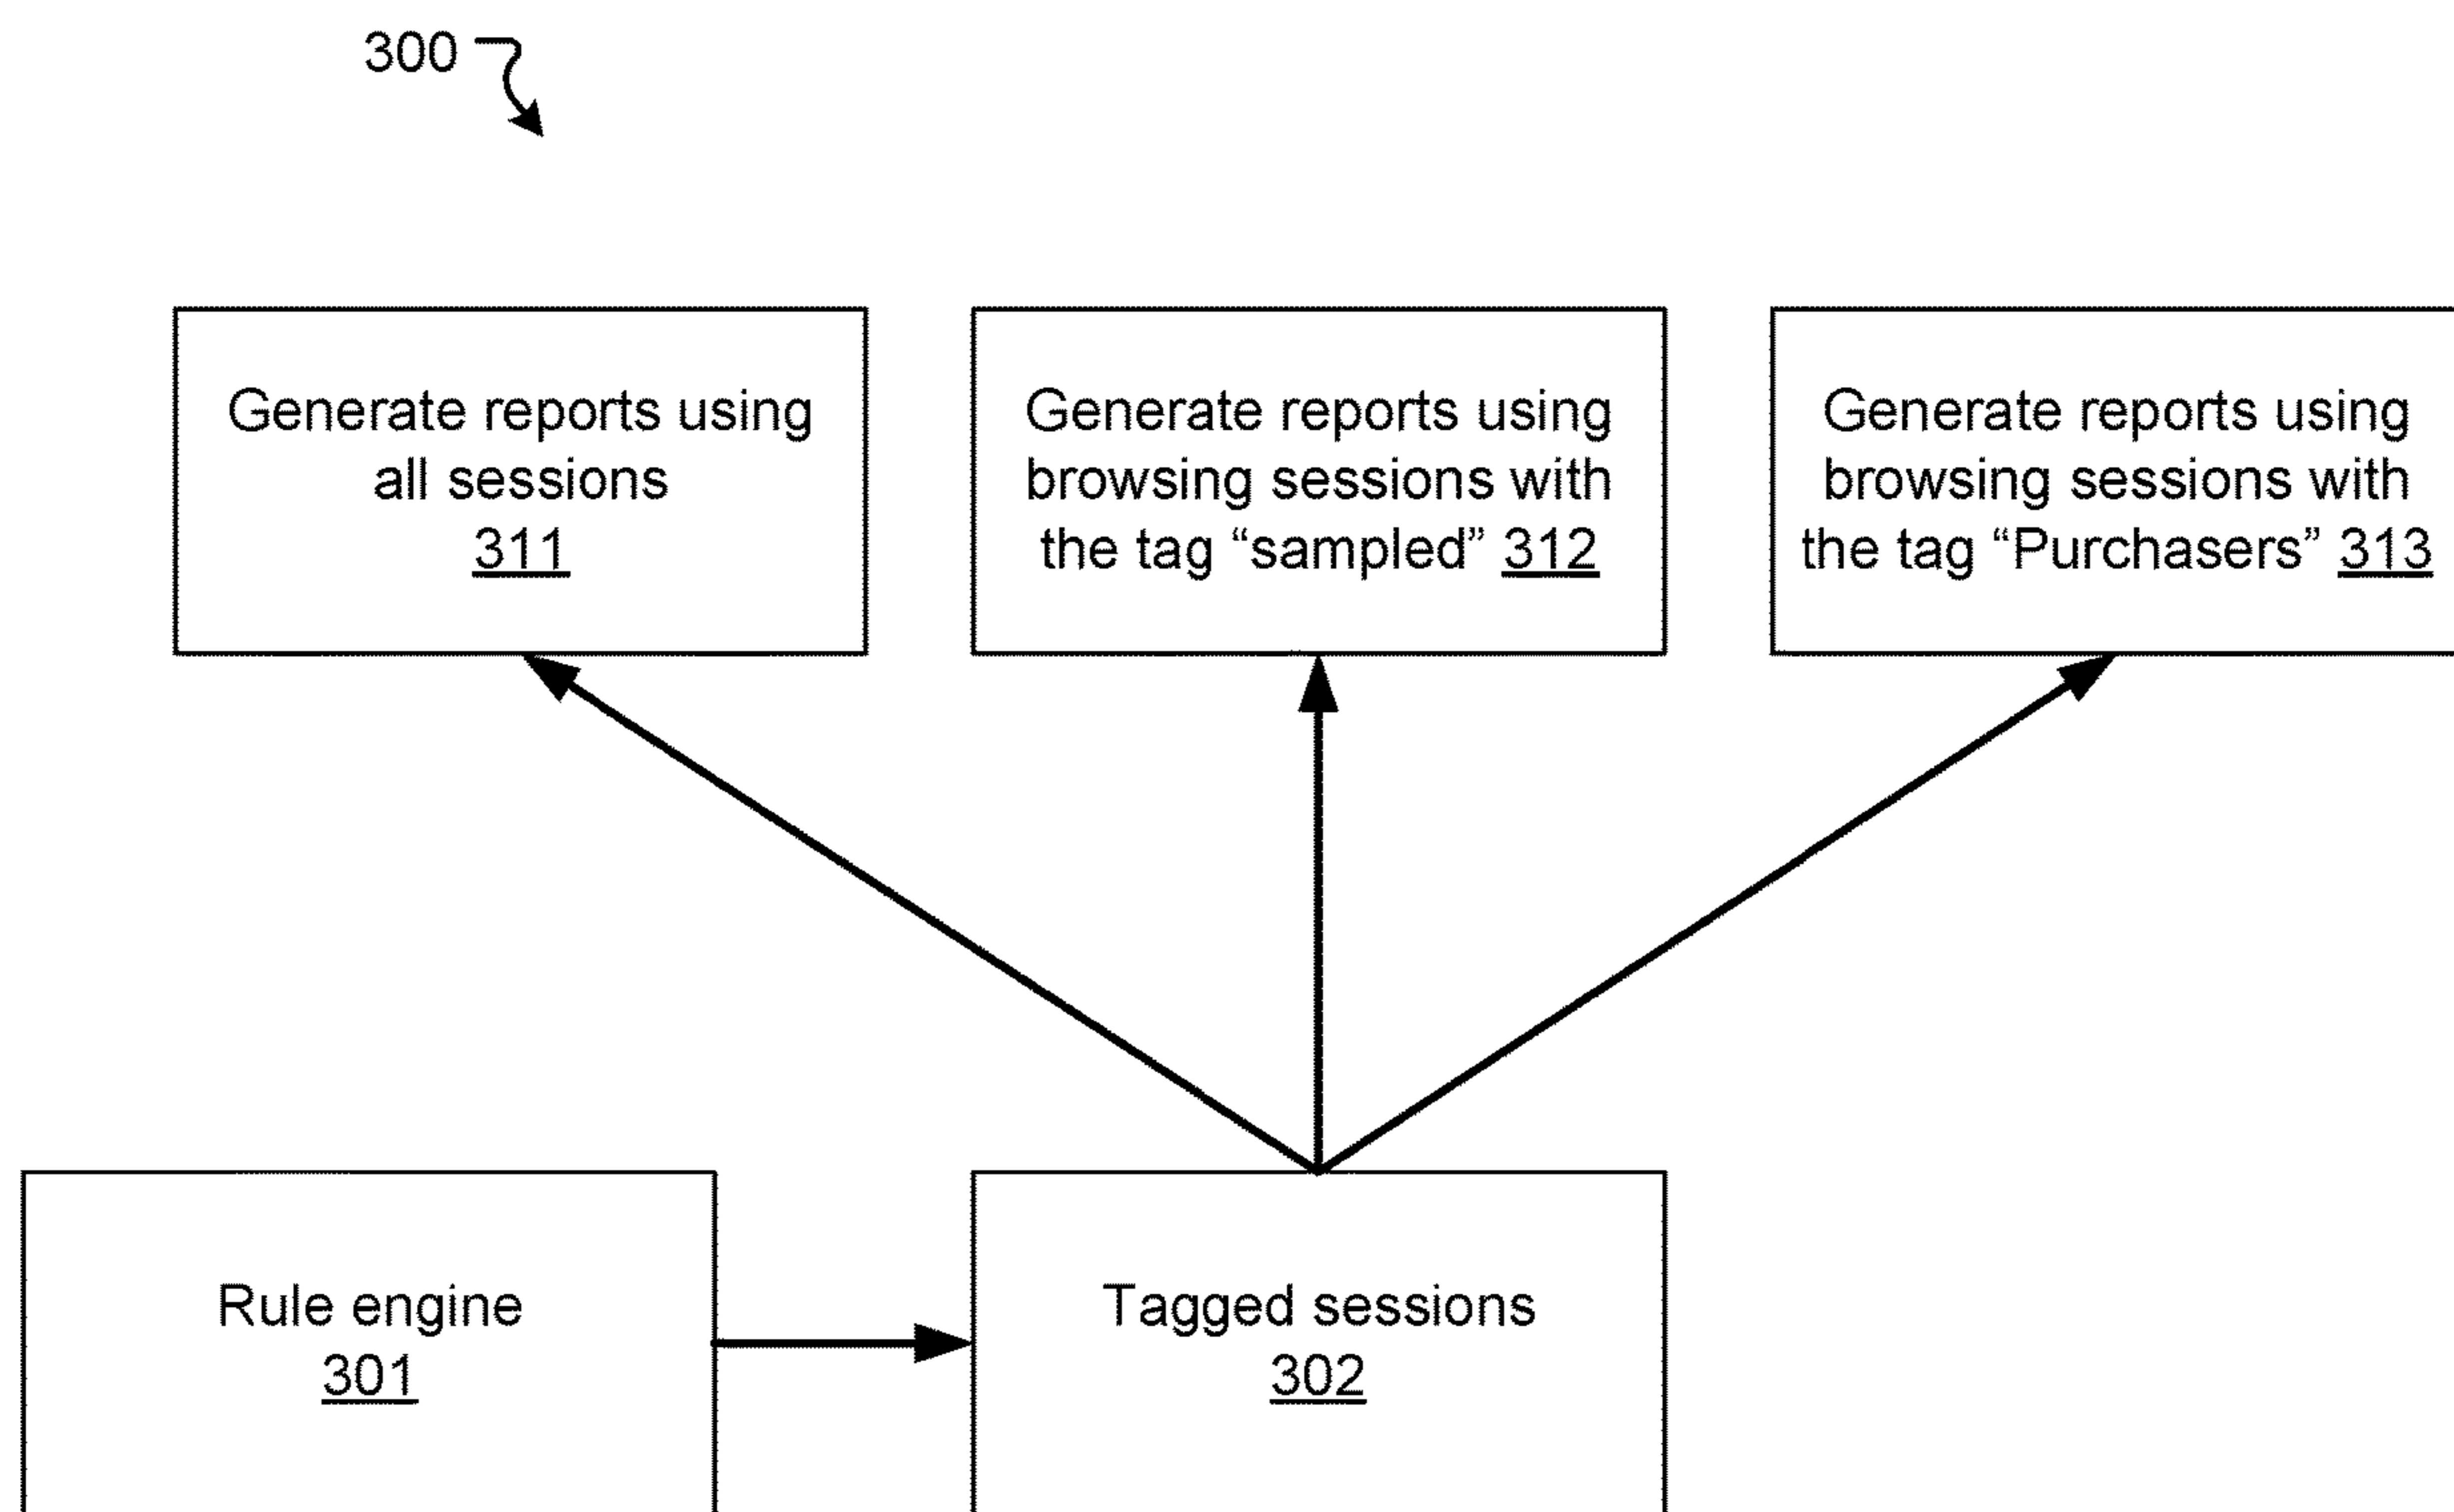 300
Generate reports using
all sessions
311
Generate reports using
browsing sessions with
the tag “sampled” 312
Generate reports using
browsing sessions with
the tag “Purchasers” 313
Rule engine
301
Tagged sessions
302